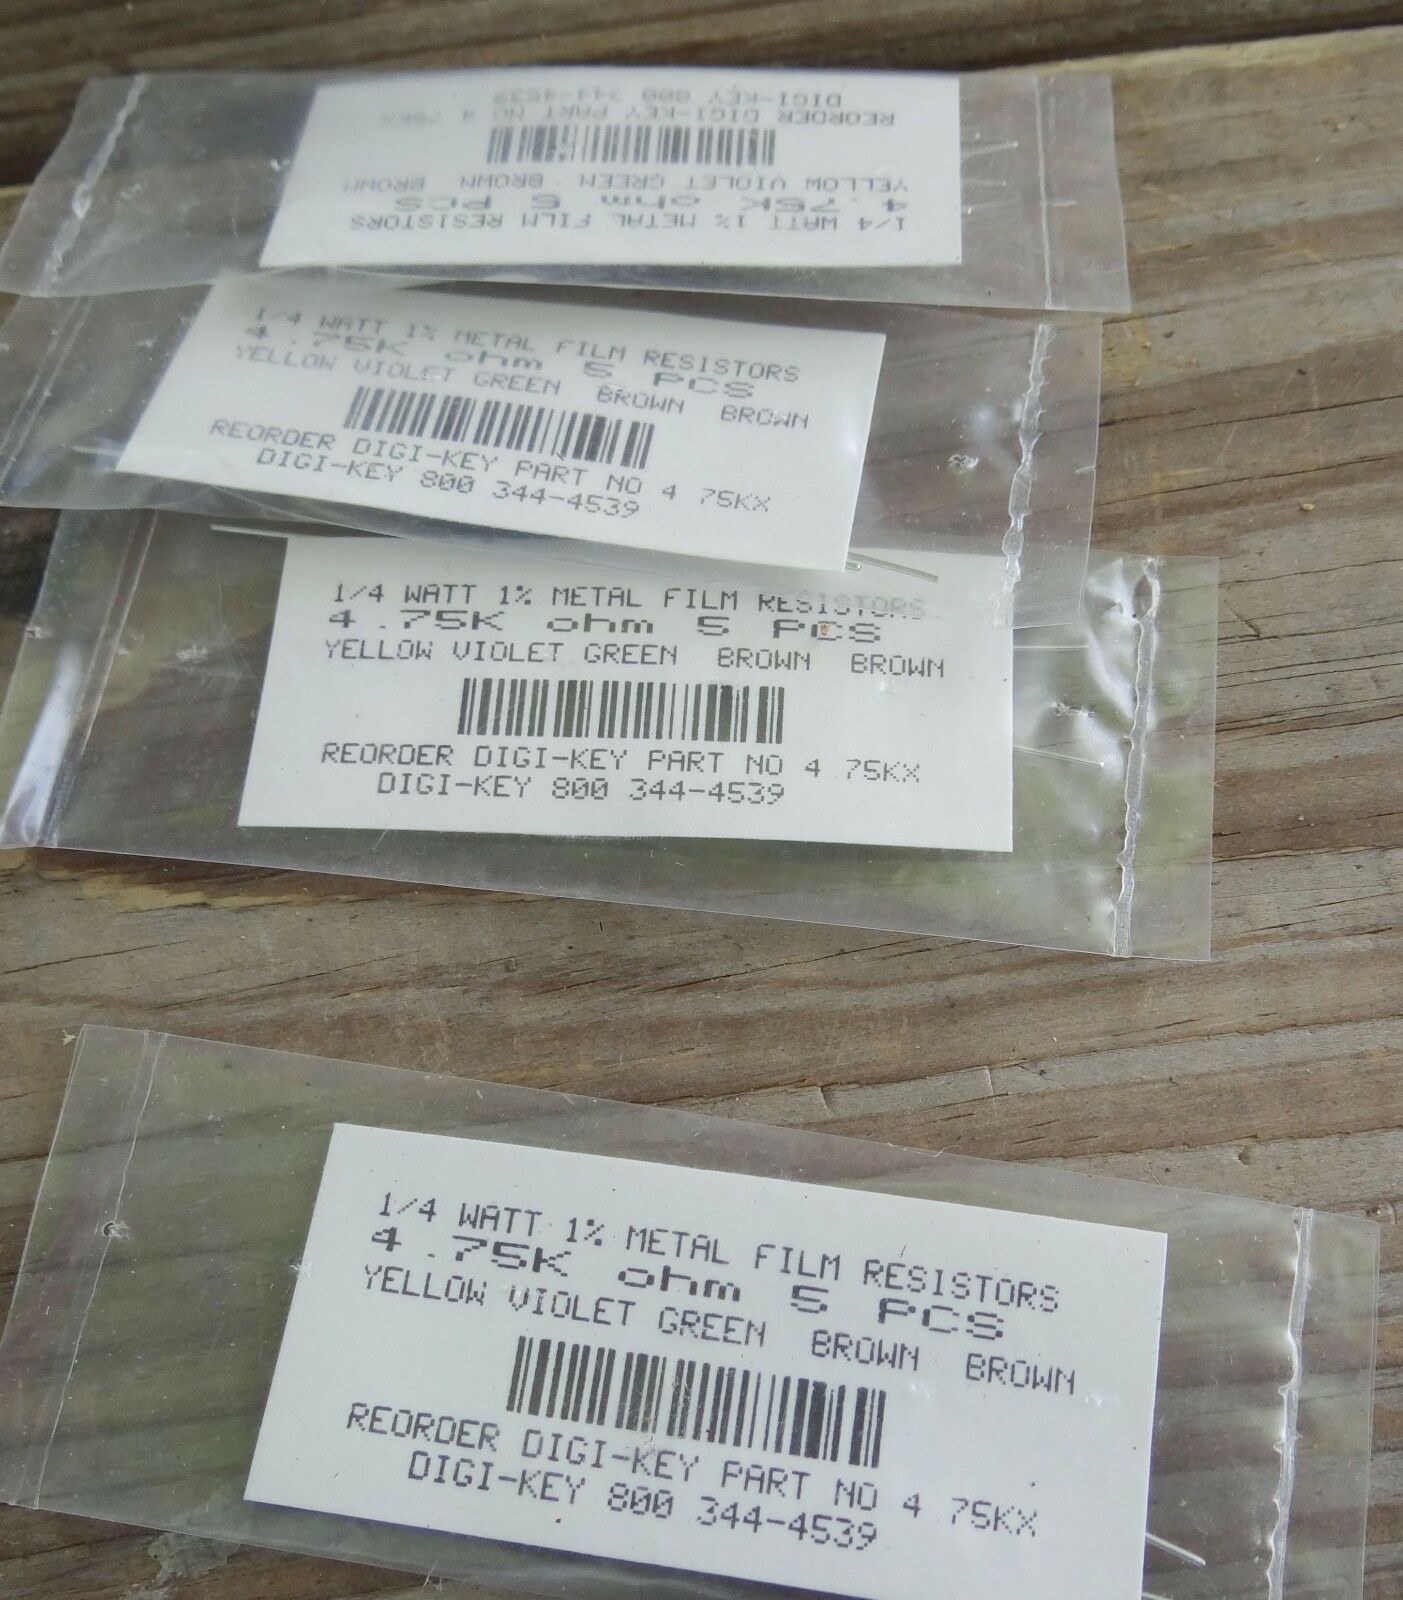 DIGI-KEY 800 344-4539
REORDER DIGI-KEY PART NO 4 75KX
YELLOW VIOLET GREEN BROWN BROWN
4.75K ohm 5 PCS
1/4 WATT 1% METAL FILM RESISTORS
1/4 WATT 1% METAL FILM RESISTORS
4.75K ohm 5 PCS
YELLOW VIOLET GREEN BROWN BROWN
REORDER DIGI-KEY PART NO 4 75KX
DIGI-KEY 800 344-4539
1/4 WATT 1% METAL FILM RESISTORS
4.75K ohm 5 PCS
YELLOW VIOLET GREEN BROWN BROWN
REORDER DIGI-KEY PART NO 4 75KX
DIGI-KEY 800 344-4539
1/4 WATT 1% METAL FILM RESISTORS
4.75K ohm 5 PCS
YELLOW VIOLET GREEN BROWN BROWN
REORDER DIGI-KEY PART NO 4 75KX
DIGI-KEY 800 344-4539